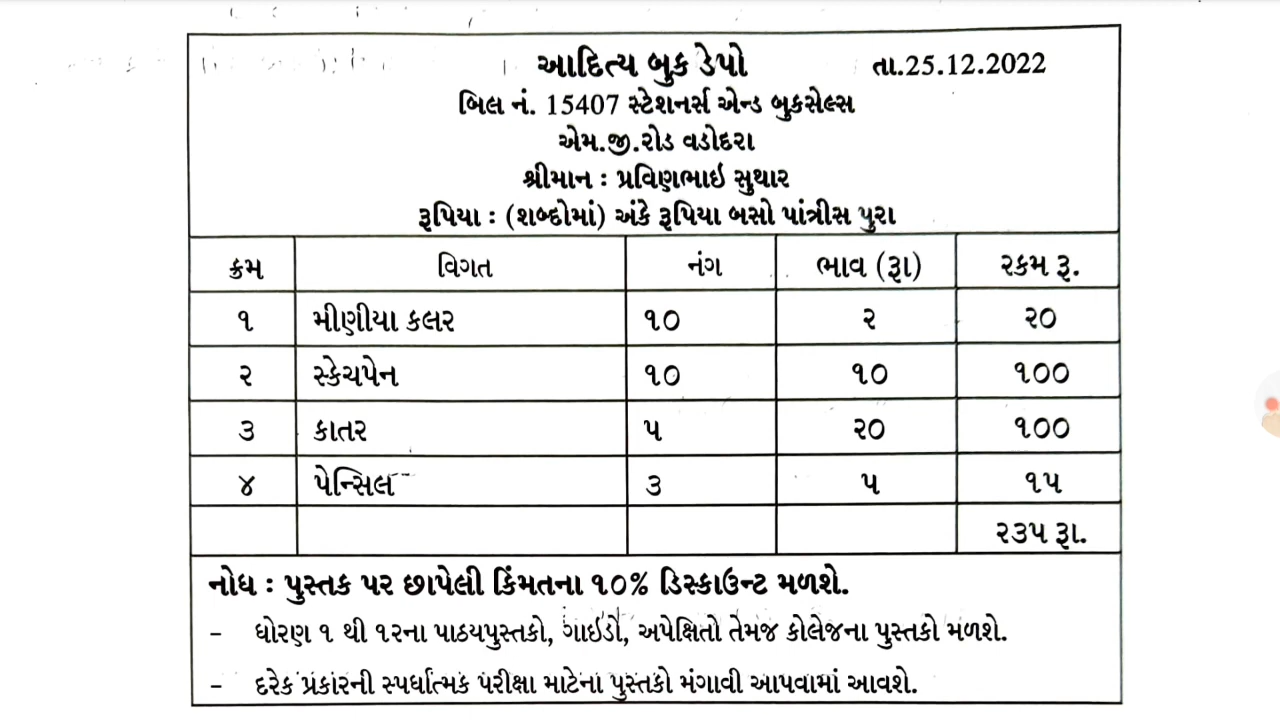 આદિત્ય બુક ડેપો તા.25.12.2022
બિલ નં. 15407 સ્ટેશનર્સ એન્ડ બુકસેલ્સ
એમ.જી.રોડ વડોદરા
શ્રીમાન : પ્રવિણભાઈ સુથાર
રૂપિયા : (શબ્દોમાં) અંકે રૂપિયા બસો પાંત્રીસ પુરા
ક્રમ વિગત નંગ ભાવ (રૂા) રકમ રૂ.
૧ મીણીયા કલર ૧૦ ૨ ૨૦
૨ સ્કેચપેન ૧૦ ૧૦ ૧૦૦
૩ કાતર ૫ ૨૦ ૧૦૦
૪ પેન્સિલ ૩ ૫ ૧૫
૨૩૫ રૂા.
નોધ : પુસ્તક પર છાપેલી કિંમતના ૧૦% ડિસ્કાઉન્ટ મળશે.
- ધોરણ ૧ થી ૧૨ના પાઠયપુસ્તકો, ગાઈડો, અપેક્ષિતો તેમજ કોલેજના પુસ્તકો મળશે.
- દરેક પ્રકારની સ્પર્ધાત્મક પરીક્ષા માટેના પુસ્તકો મંગાવી આપવામાં આવશે.